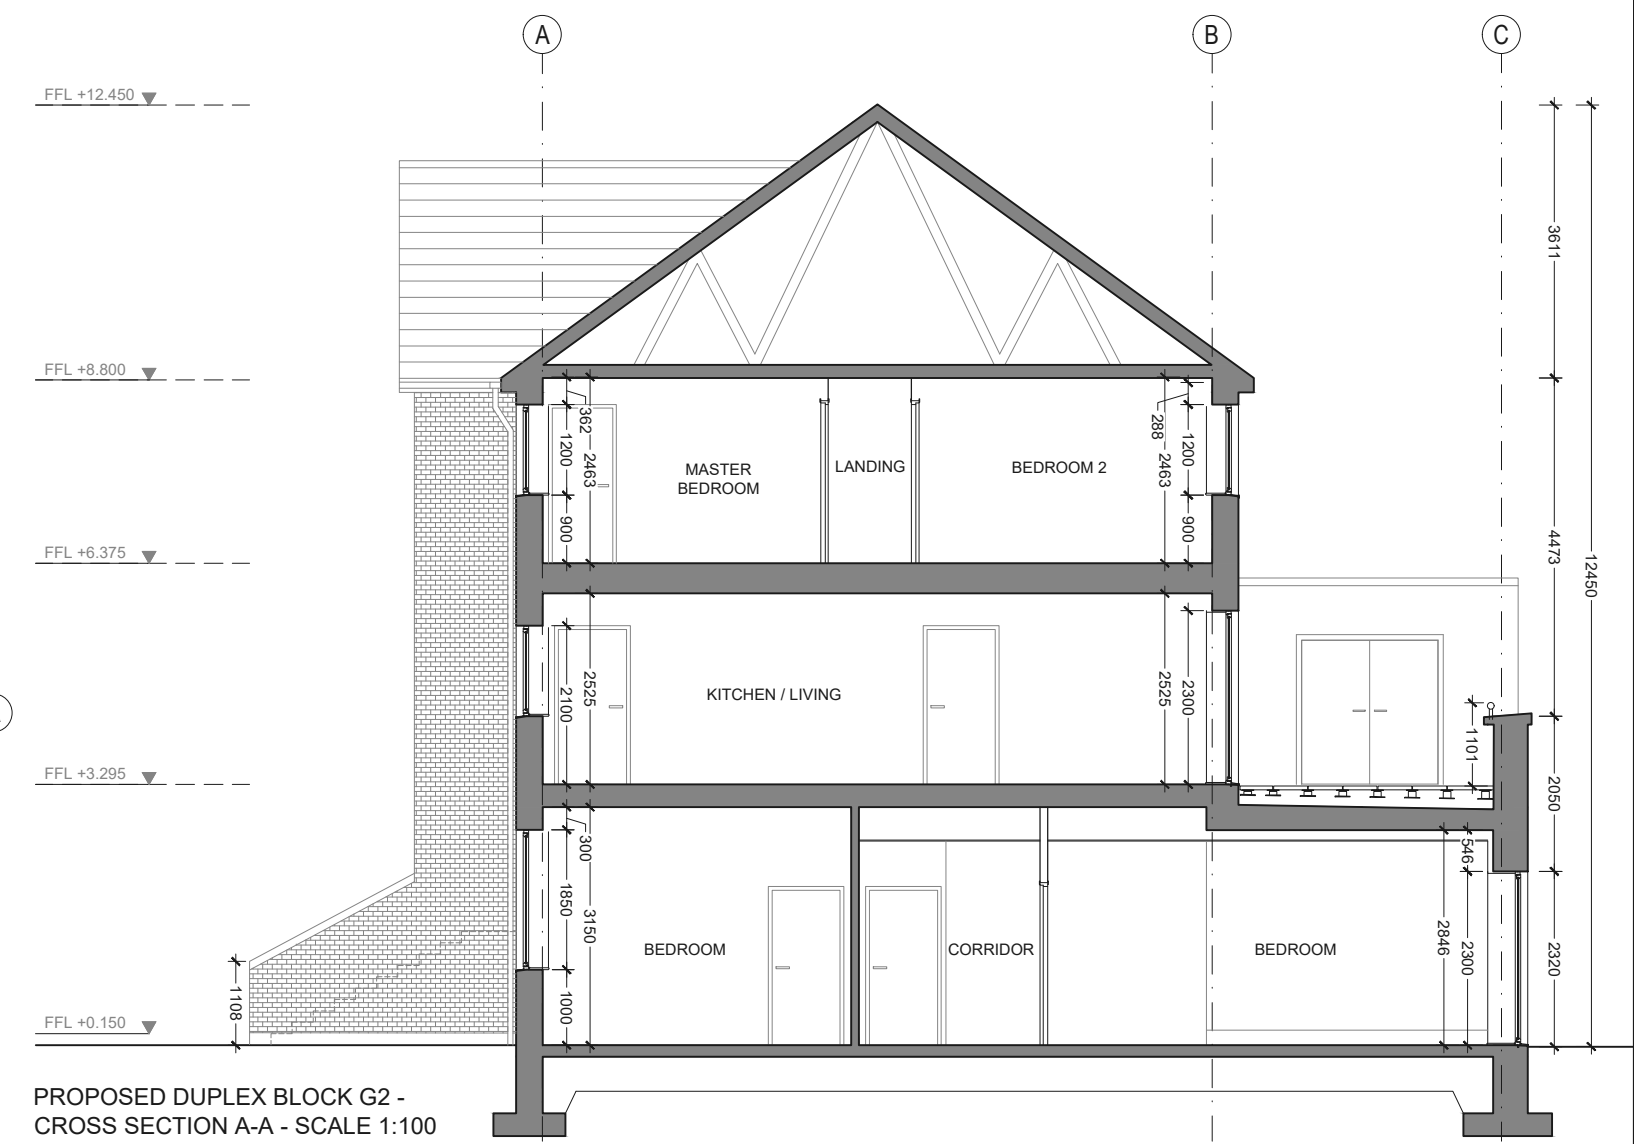 A
B
C
FFL +12.450
3611
FFL +8.800
362
1200
2463
900
MASTER
BEDROOM
LANDING
BEDROOM 2
288
2463
1200
900
4473
12450
FFL +6.375
2100
2525
KITCHEN / LIVING
2525
2300
1101
FFL +3.295
2050
300
1850
3150
1000
BEDROOM
CORRIDOR
BEDROOM
546
2846
2300
2320
1108
FFL +0.150
PROPOSED DUPLEX BLOCK G2 -
CROSS SECTION A-A - SCALE 1:100